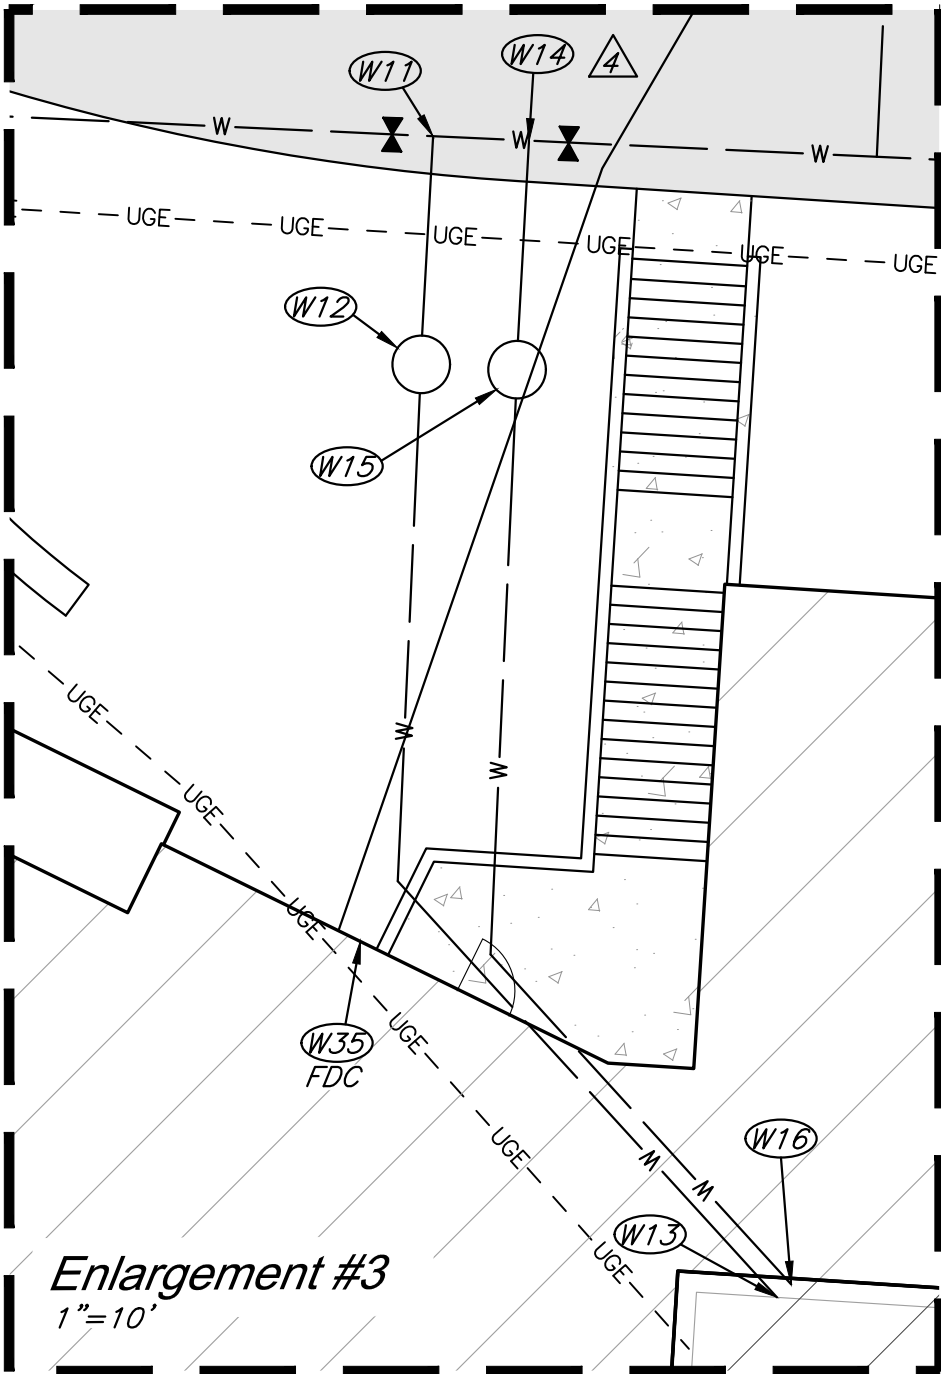 W14
4
W11
W
W
W
UGE
UGE
UGE
UGE
UGE
UGE
W12
W15
UGE
W
W
UGE
UGE
UGE
W35
FDC
W16
UGE
W
W
W13
UGE
Enlargement #3
1"=10'